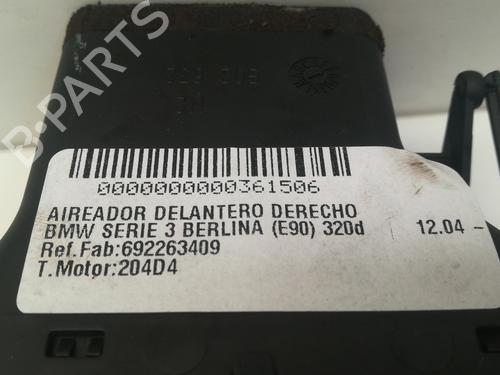 B-PARTS
0000000000361506
AIREADOR DELANTERO DERECHO
BMW SERIE 3 BERLINA (E90) 320d 12.04 -
Ref.Fab:692263409
T.Motor:204D4